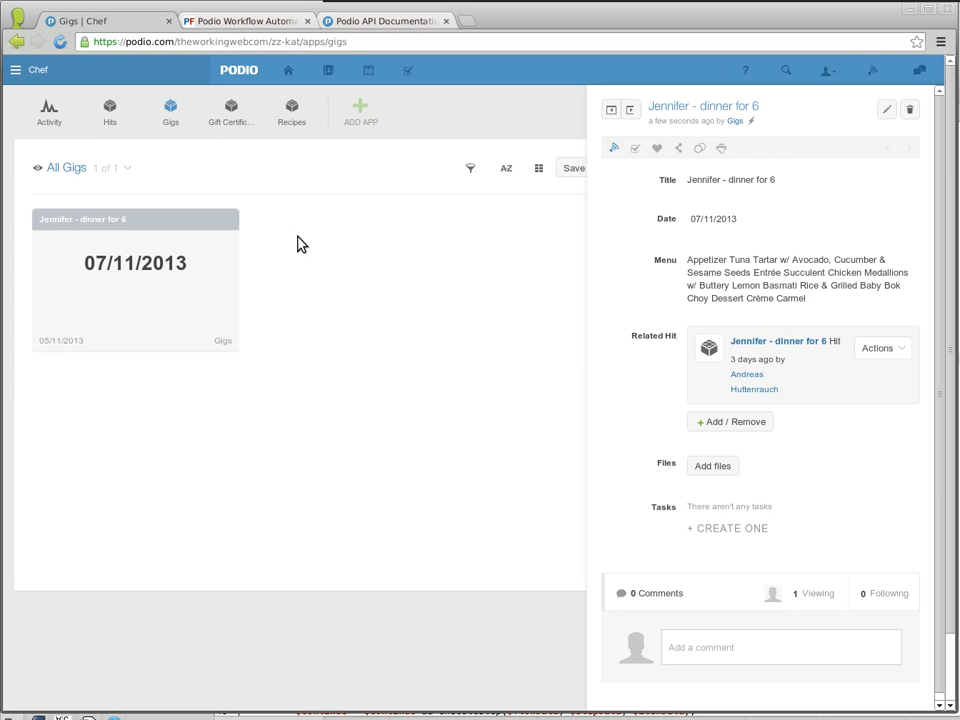 Gigs | Chef
Podio Workflow Automa
Podio API Documentati
https://podio.com/theworkingwebcom/zz-kat/apps/gigs
Chef
PODIO
?
Activity
Hits
Gigs
Gift Certific...
Recipes
ADD APP
All Gigs 1 of 1
AZ
Save
Jennifer - dinner for 6
07/11/2013
05/11/2013
Gigs
Jennifer - dinner for 6
a few seconds ago by Gigs
Title Jennifer - dinner for 6
Date 07/11/2013
Menu Appetizer Tuna Tartar w/ Avocado, Cucumber &
Sesame Seeds Entrée Succulent Chicken Medallions
w/ Buttery Lemon Basmati Rice & Grilled Baby Bok
Choy Dessert Crème Carmel
Related Hit
Jennifer - dinner for 6 Hit
3 days ago by
Andreas
Huttenrauch
Actions
+ Add / Remove
Files Add files
Tasks There aren't any tasks
+ CREATE ONE
0 Comments
1 Viewing
0 Following
Add a comment